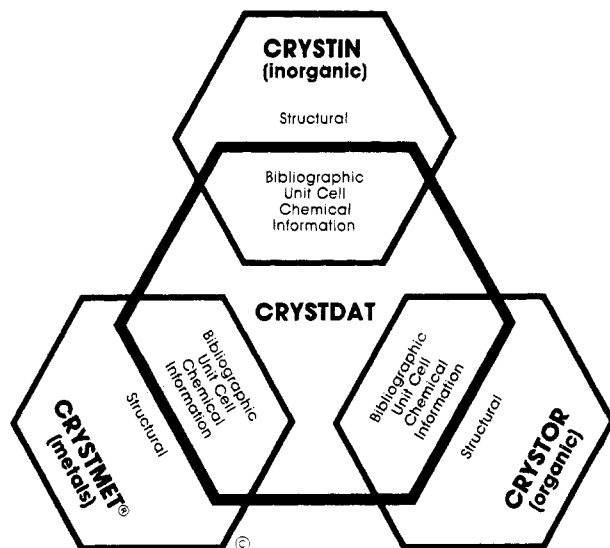 CRYSTIN
(inorganic)
Structural
Bibliographic
Unit Cell
Chemical
Information
CRYSTDAT
Bibliographic
Unit Cell
Chemical
Information
Structural
CRYSTMET®
(metals)
Bibliographic
Unit Cell
Chemical
Information
Structural
CRYSTOR
(organic)
©